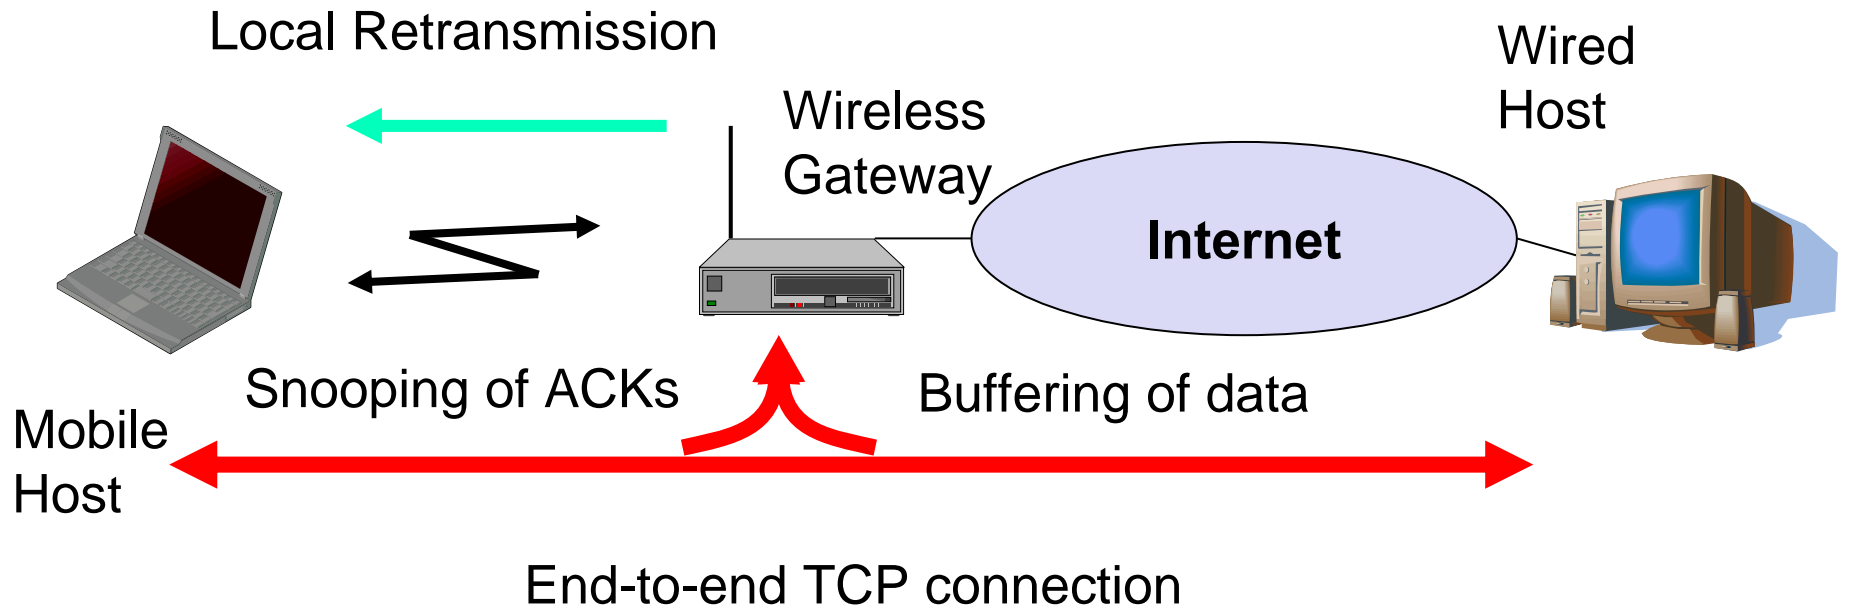 Local Retransmission
Wired
Host
Wireless
Gateway
Internet
Snooping of ACKs
Buffering of data
Mobile
Host
End-to-end TCP connection